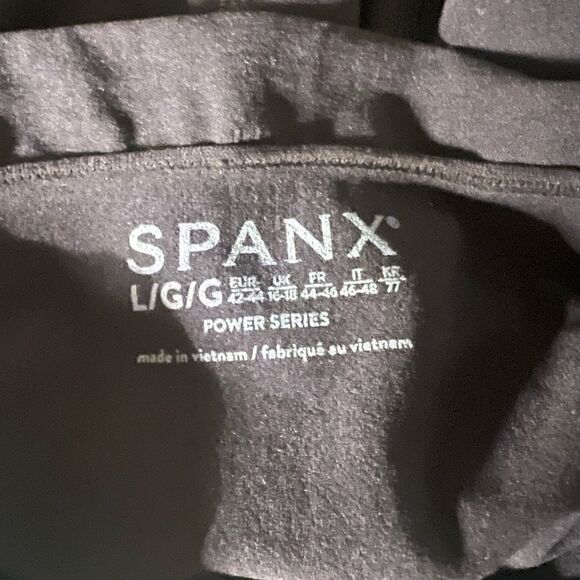 SPANX®
L/G/G EUR 42-44 UK 16-18 FR 44-46 IT 46-48 KR 77
POWER SERIES
made in vietnam / fabriqué au vietnam